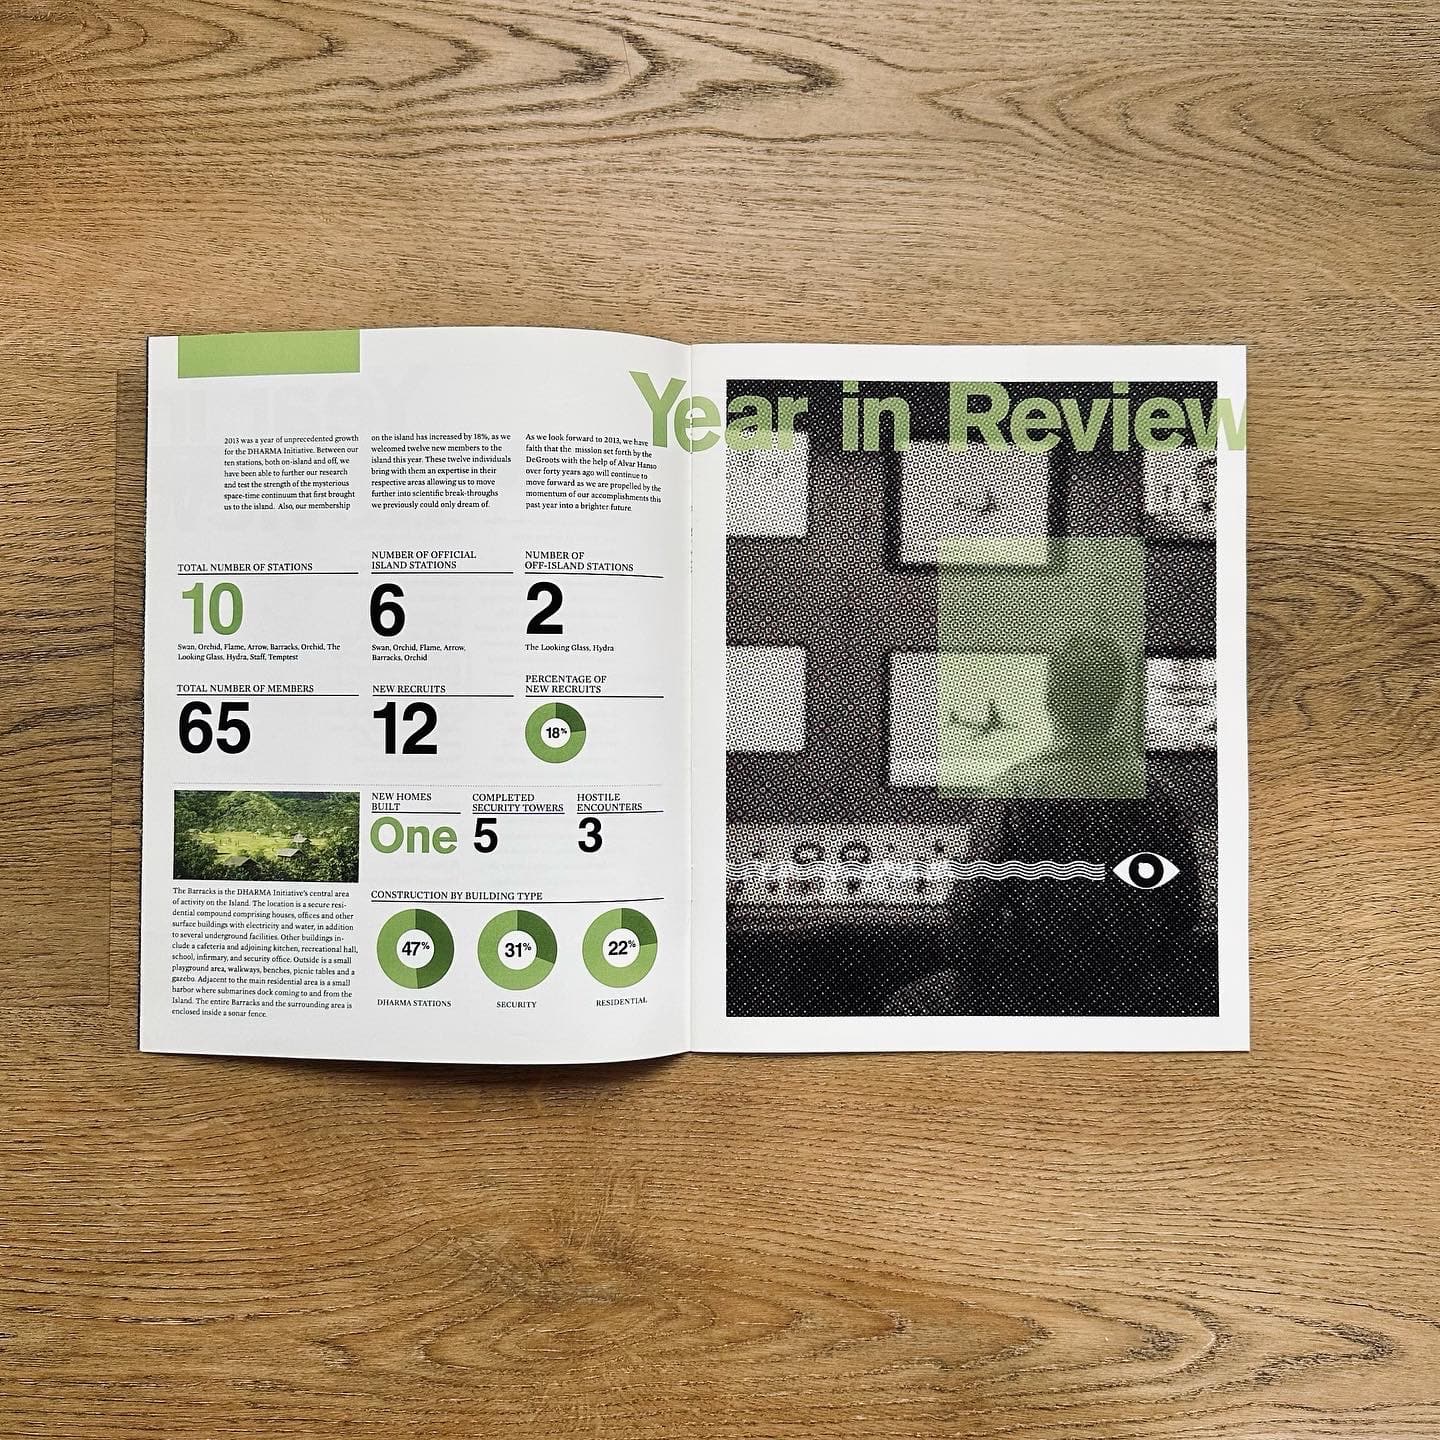 Year in Review
2013 was a year of unprecedented growth
for the DHARMA Initiative. Between our
ten stations, both on-island and off, we
have been able to further our research
and test the strength of the mysterious
space-time continuum that first brought
us to the island. Also, our membership
on the island has increased by 18%, as we
welcomed twelve new members to the
island this year. These twelve individuals
bring with them an expertise in their
respective areas allowing us to move
further into scientific break-throughs
we previously could only dream of.
As we look forward to 2013, we have
faith that the mission set forth by the
DeGroots with the help of Alvar Hanso
over forty years ago will continue to
move forward as we are propelled by the
momentum of our accomplishments this
past year into a brighter future.
TOTAL NUMBER OF STATIONS
10
Swan, Orchid, Flame, Arrow, Barracks, Orchid, The
Looking Glass, Hydra, Staff, Temptest
NUMBER OF OFFICIAL
ISLAND STATIONS
6
Swan, Orchid, Flame, Arrow,
Barracks, Orchid
NUMBER OF
OFF-ISLAND STATIONS
2
The Looking Glass, Hydra
TOTAL NUMBER OF MEMBERS
65
NEW RECRUITS
12
PERCENTAGE OF
NEW RECRUITS
18%
NEW HOMES
BUILT
One
COMPLETED
SECURITY TOWERS
5
HOSTILE
ENCOUNTERS
3
The Barracks is the DHARMA Initiative's central area
of activity on the Island. The location is a secure resi-
dential compound comprising houses, offices and other
surface buildings with electricity and water, in addition
to several underground facilities. Other buildings in-
clude a cafeteria and adjoining kitchen, recreational hall,
school, infirmary, and security office. Outside is a small
playground area, walkways, benches, picnic tables and a
gazebo. Adjacent to the main residential area is a small
harbor where submarines dock coming to and from the
Island. The entire Barracks and the surrounding area is
enclosed inside a sonar fence.
CONSTRUCTION BY BUILDING TYPE
47%
31%
22%
DHARMA STATIONS
SECURITY
RESIDENTIAL